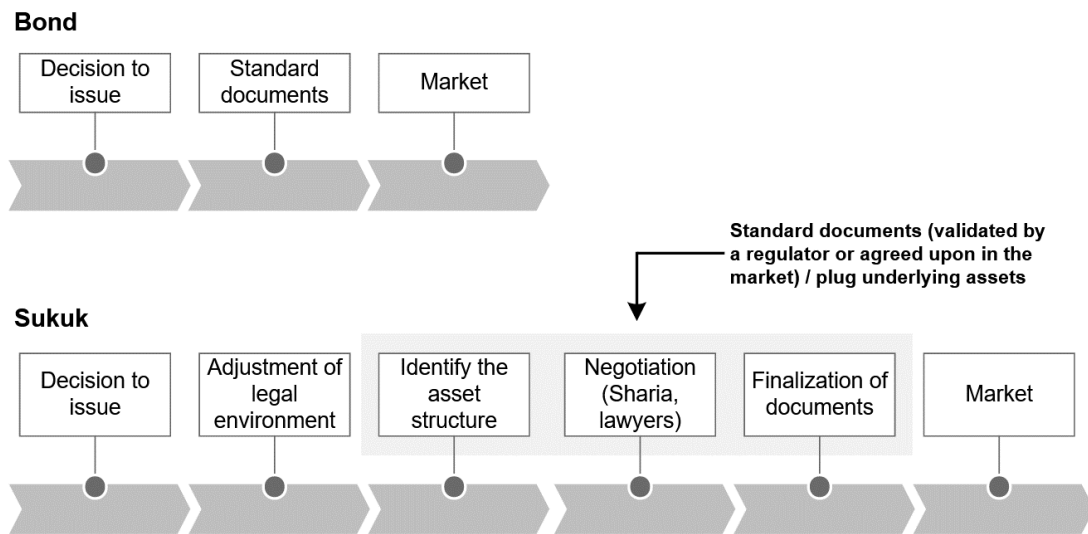 Bond
Decision to
issue
Standard
documents
Market
Standard documents (validated by
a regulator or agreed upon in the
market) / plug underlying assets
Sukuk
Decision to
issue
Adjustment of
legal
environment
Identify the
asset
structure
Negotiation
(Sharia,
lawyers)
Finalization of
documents
Market